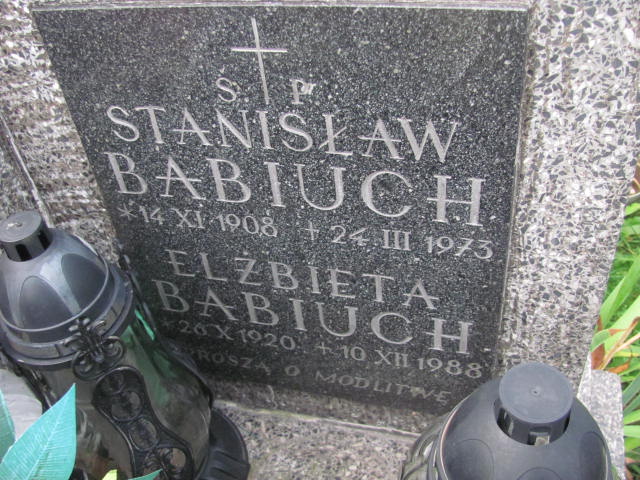 Ś P
STANISŁAW
BABIUCH
*14 XI 1908 + 24 III 1973
ELŻBIETA
BABIUCH
*26 X 1920 + 10 XII 1988
PROSZĄ O MODLITWĘ